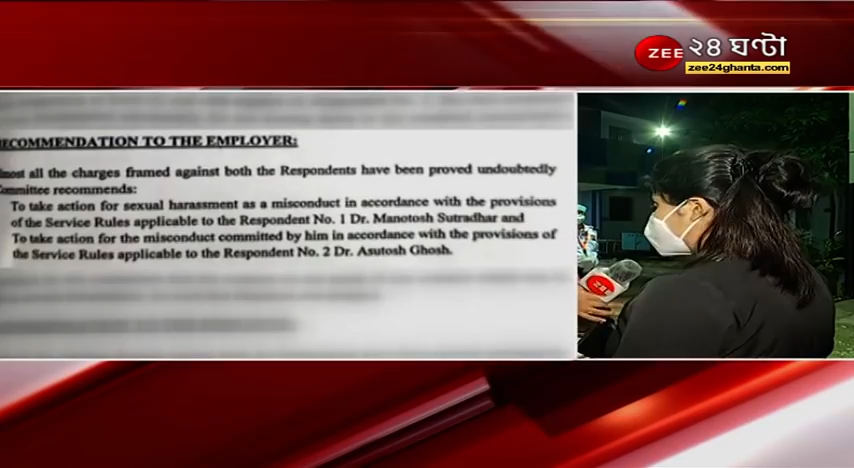 ZEE ২৪ ঘণ্টা
zee24ghanta.com
ECOMMENDATION TO THE EMPLOYER:
most all the charges framed against both the Respondents have been proved undoubtedly
ommittee recommends:
To take action for sexual harassment as a misconduct in accordance with the provisions
of the Service Rules applicable to the Respondent No. 1 Dr. Manotosh Sutradhar and
To take action for the misconduct committed by him in accordance with the provisions of
the Service Rules applicable to the Respondent No. 2 Dr. Asutosh Ghosh.
ZEE